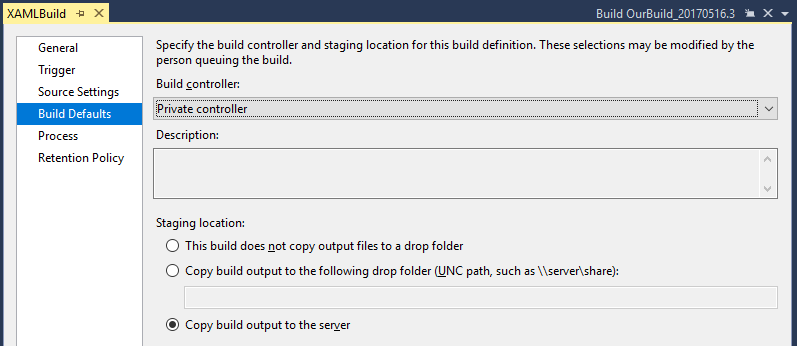 XAMLBuild
Build OurBuild_20170516.3
General
Trigger
Source Settings
Build Defaults
Process
Retention Policy
Specify the build controller and staging location for this build definition. These selections may be modified by the
person queuing the build.
Build controller:
Private controller
Description:
Staging location:
This build does not copy output files to a drop folder
Copy build output to the following drop folder (UNC path, such as \\server\share):
Copy build output to the server